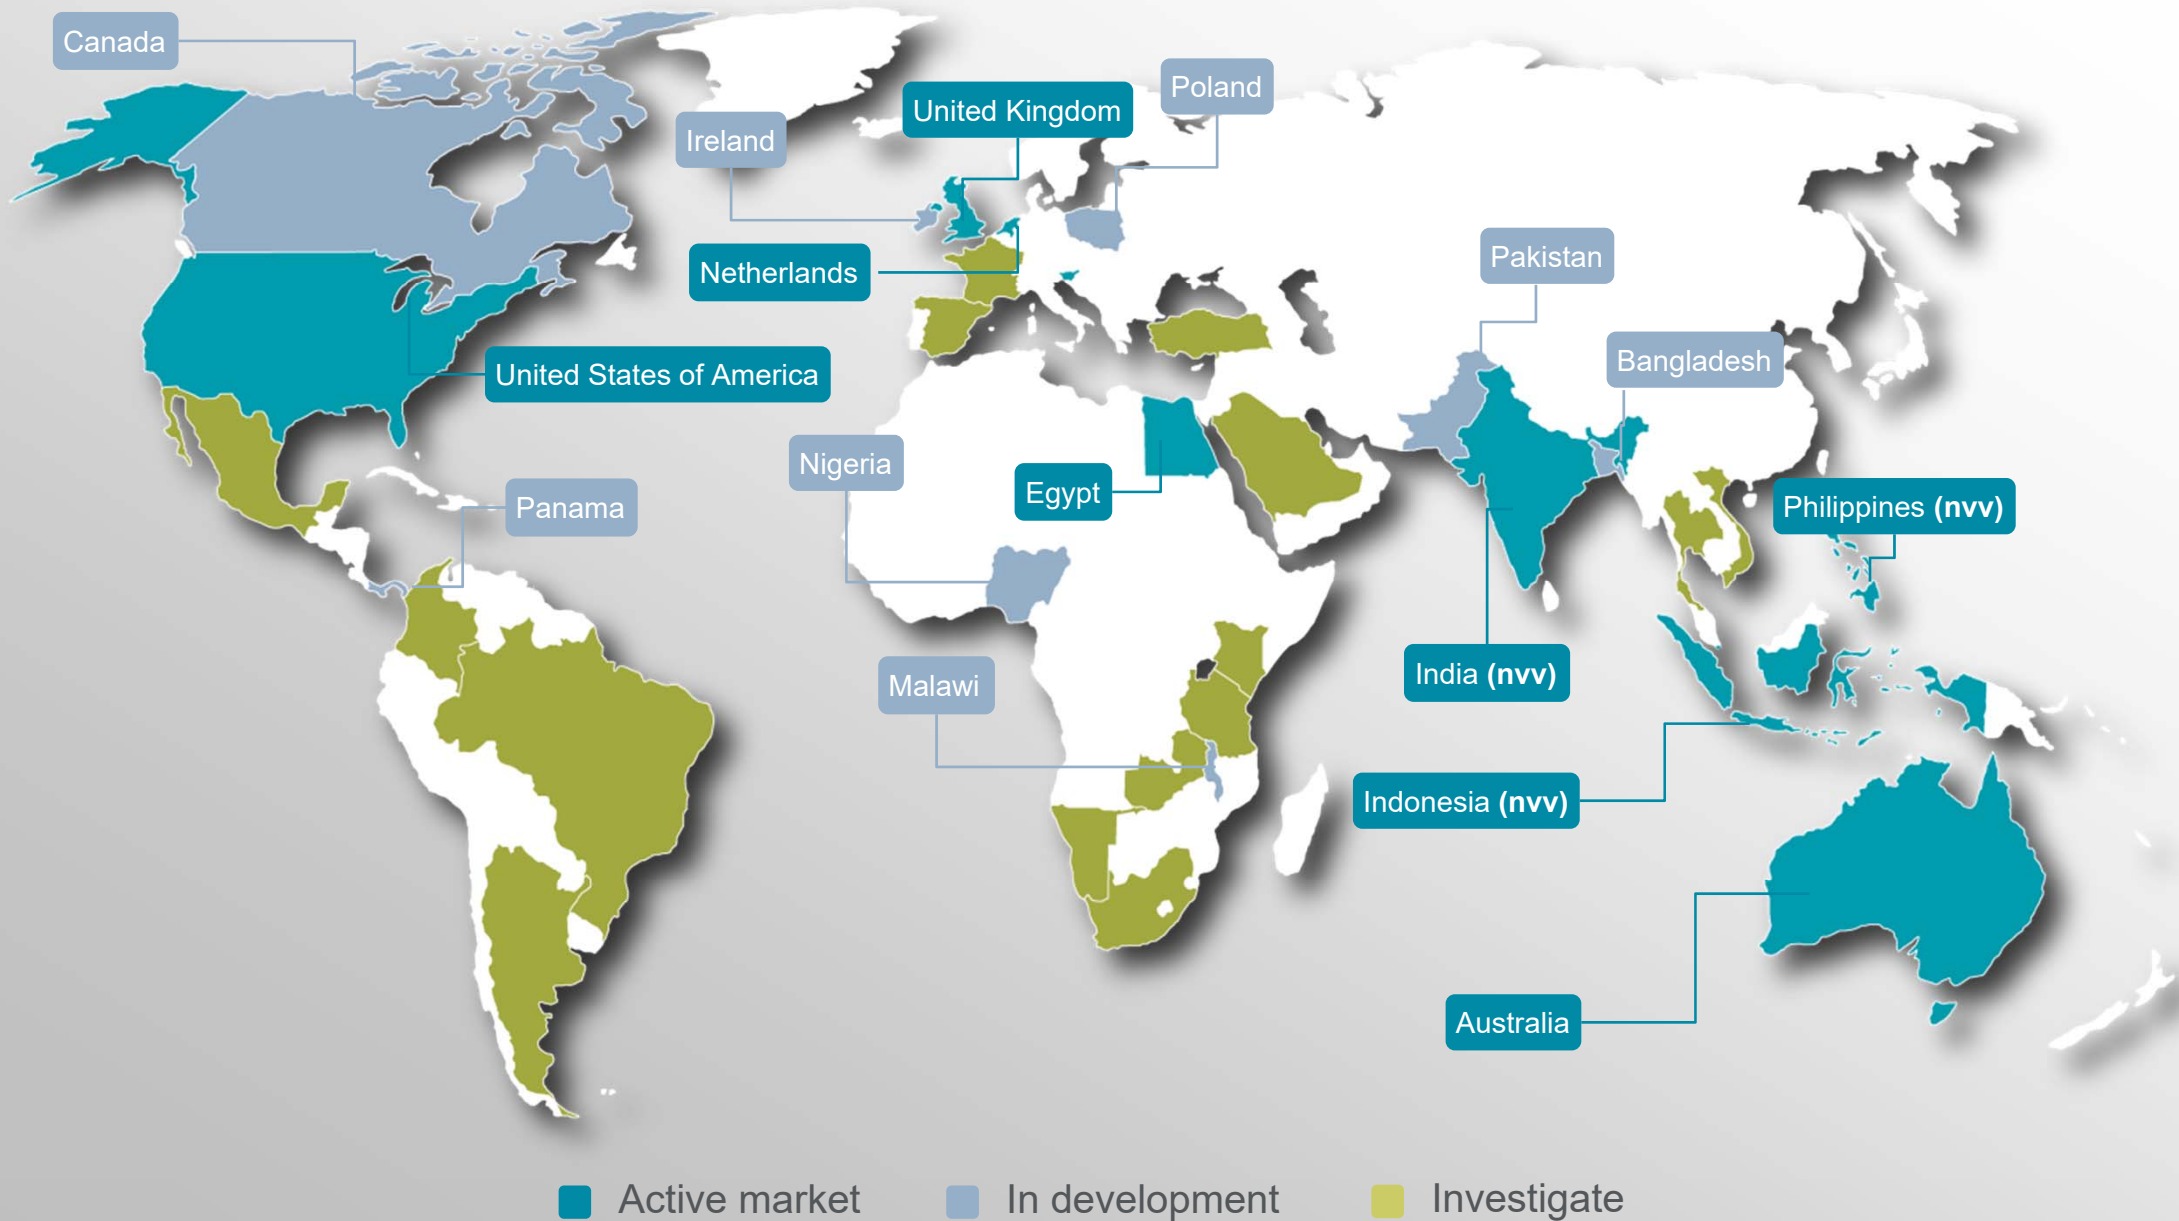 Canada
Poland
United Kingdom
Ireland
Netherlands
Pakistan
Bangladesh
United States of America
Nigeria
Egypt
Panama
Philippines (nvv)
India (nvv)
Malawi
Indonesia (nvv)
Australia
Active market
In development
Investigate